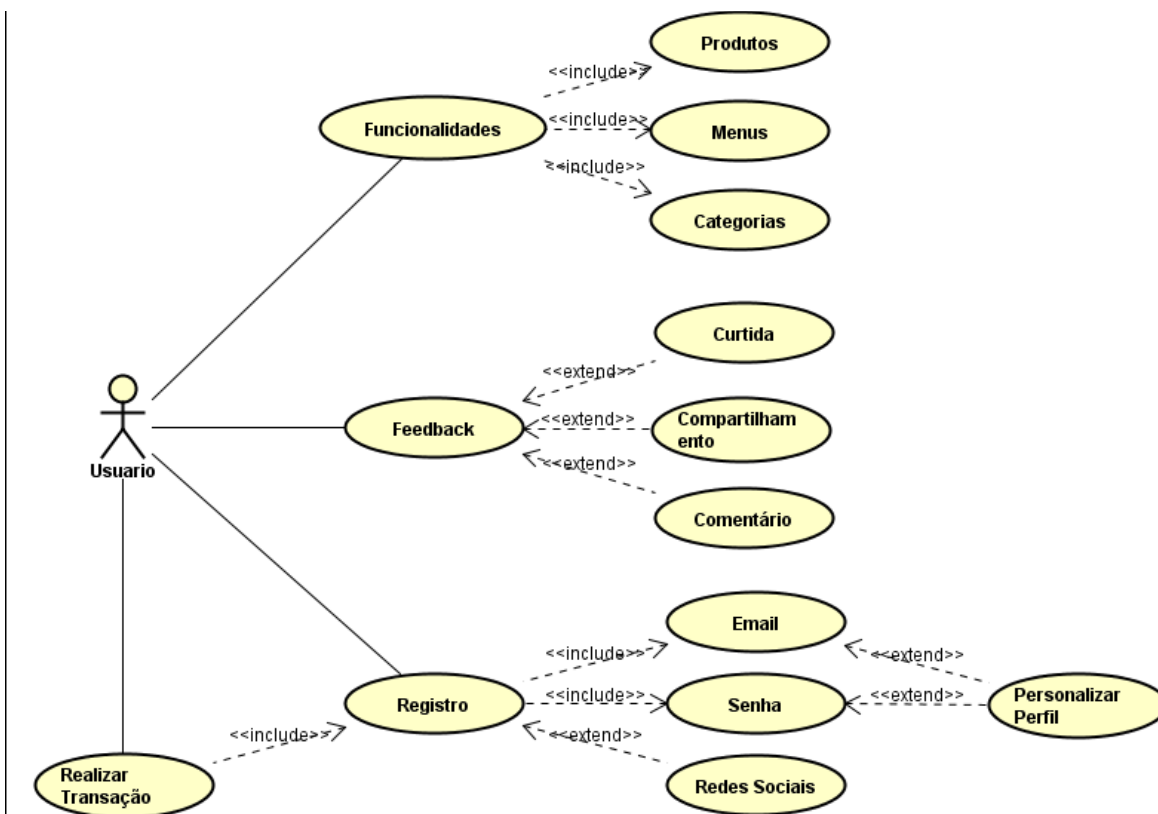 Produtos
<<include>>
Funcionalidades
<<include>>
Menus
<<include>>
Categorias
Curtida
<<extend>>
Feedback
<<extend>>
Compartilham
ento
<<extend>>
Comentário
Usuario
Email
<<include>>
<<extend>>
Registro
<<include>>
Senha
<<extend>>
Personalizar
Perfil
<<include>>
<<extend>>
Realizar
Transação
Redes Sociais